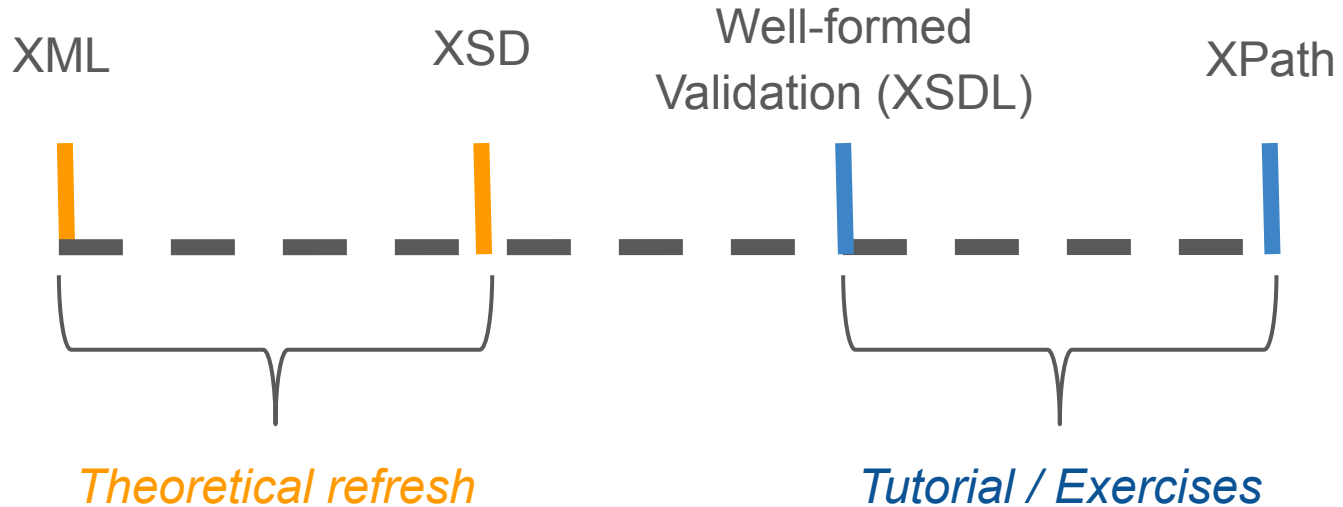 XML
XSD
Well-formed
Validation (XSDL)
XPath
Theoretical refresh
Tutorial / Exercises